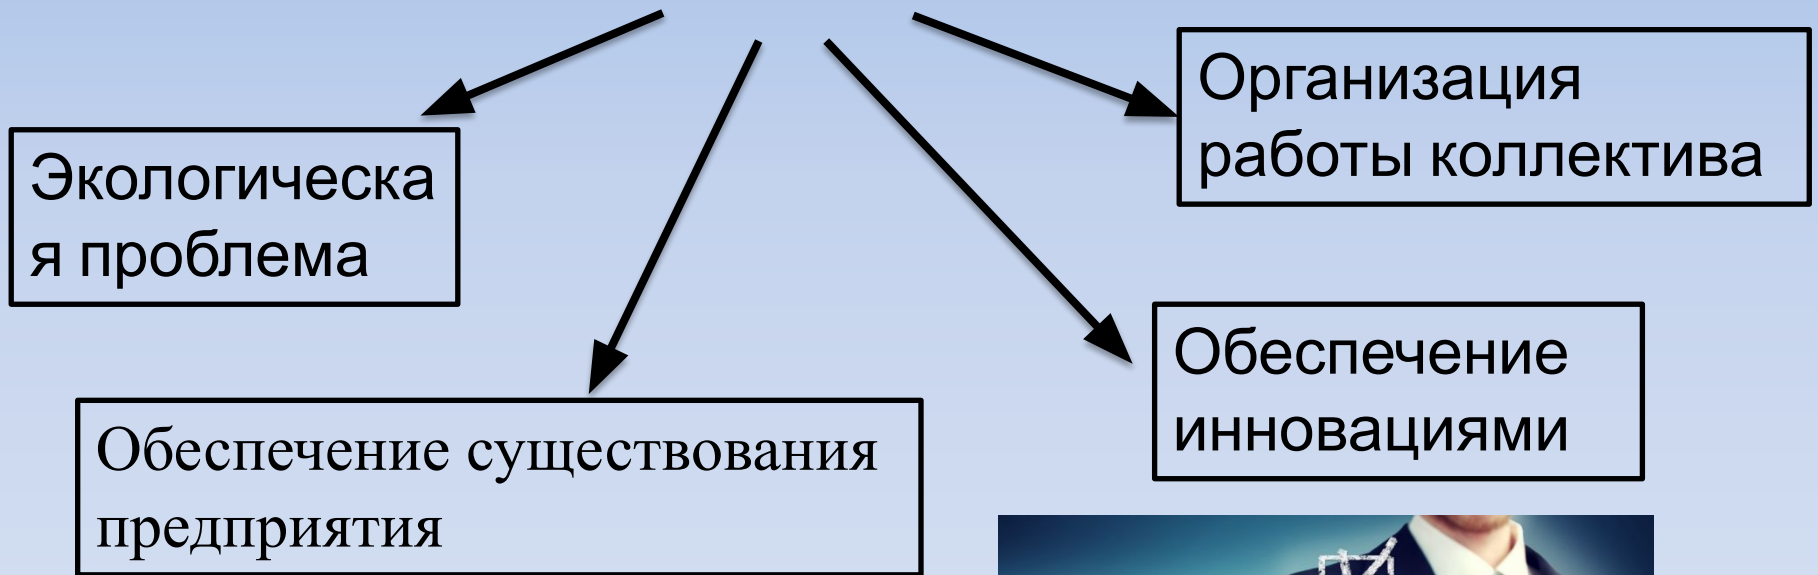 Организация
работы коллектива
Экологическа
я проблема
Обеспечение
инновациями
Обеспечение существования
предприятия